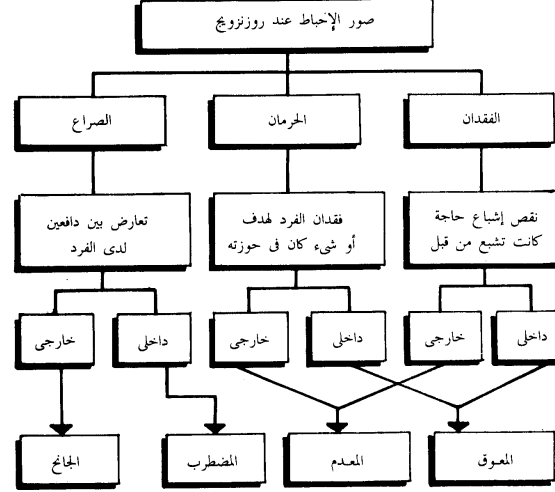 صور الإحباط عند روزنزويج
الفقدان
الحرمان
الصراع
نقص إشباع حاجة
كانت تشبع من قبل
فقدان الفرد لهدف
أو شىء كان فى حوزته
تعارض بين دافعين
لدى الفرد
داخلى
خارجى
داخلى
خارجى
داخلى
خارجى
المعوق
المعدم
المضطرب
الجانح